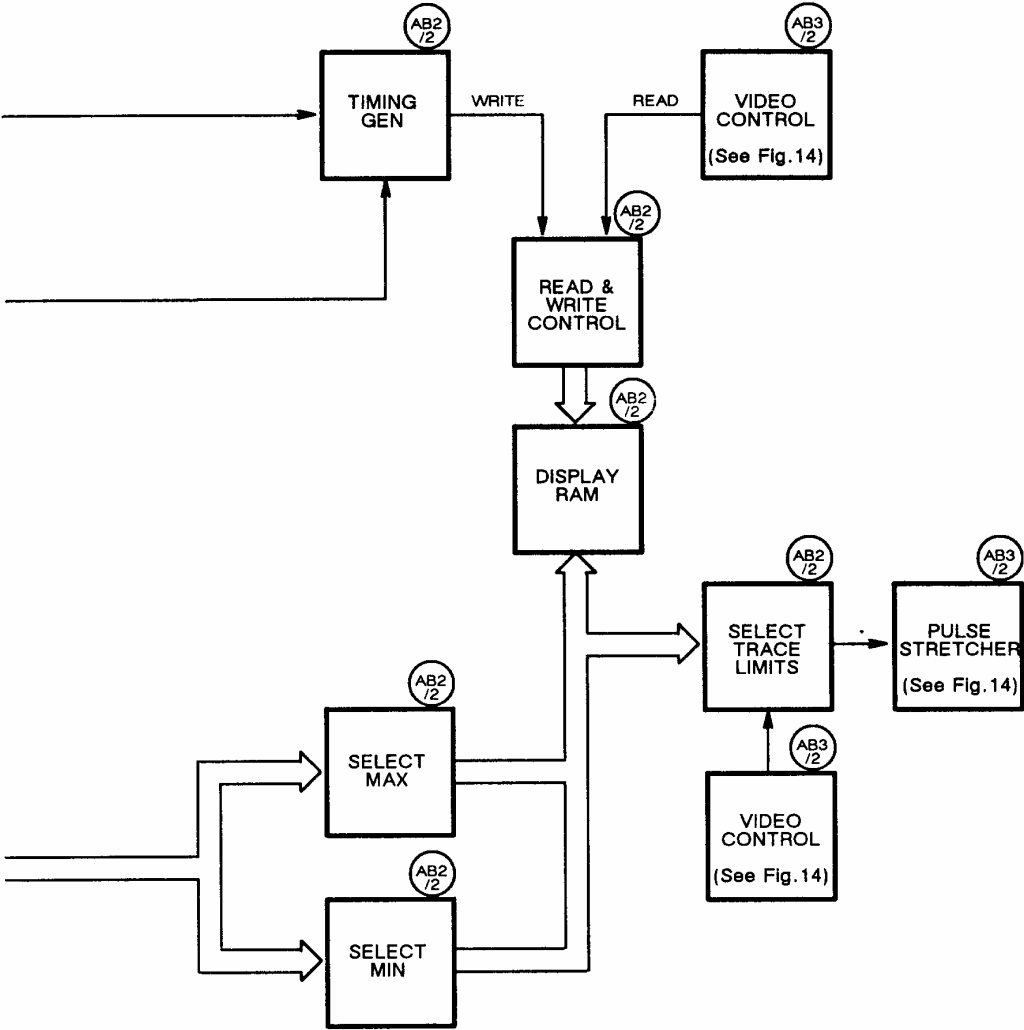 AB2
/2
TIMING
GEN
WRITE
READ
AB3
/2
VIDEO
CONTROL
(See Fig.14)
AB2
/2
READ &
WRITE
CONTROL
AB2
/2
DISPLAY
RAM
AB2
/2
SELECT
TRACE
LIMITS
AB3
/2
PULSE
STRETCHER
(See Fig.14)
AB2
/2
SELECT
MAX
AB3
/2
VIDEO
CONTROL
(See Fig.14)
AB2
/2
SELECT
MIN